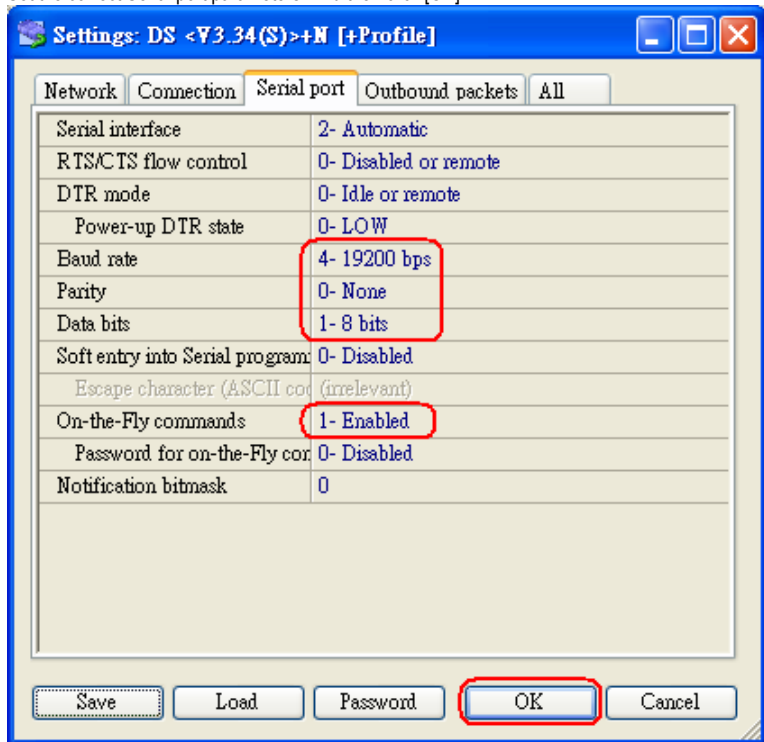 Settings: DS <V3.34(S)>+N [+Profile]
Network Connection Serial port Outbound packets All
Serial interface 2- Automatic
RTS/CTS flow control 0- Disabled or remote
DTR mode 0- Idle or remote
Power-up DTR state 0- LOW
Baud rate 4- 19200 bps
Parity 0- None
Data bits 1- 8 bits
Soft entry into Serial program 0- Disabled
Escape character (ASCII co (irrelevant)
On-the-Fly commands 1- Enabled
Password for on-the-Fly co 0- Disabled
Notification bitmask 0
Save Load Password OK Cancel